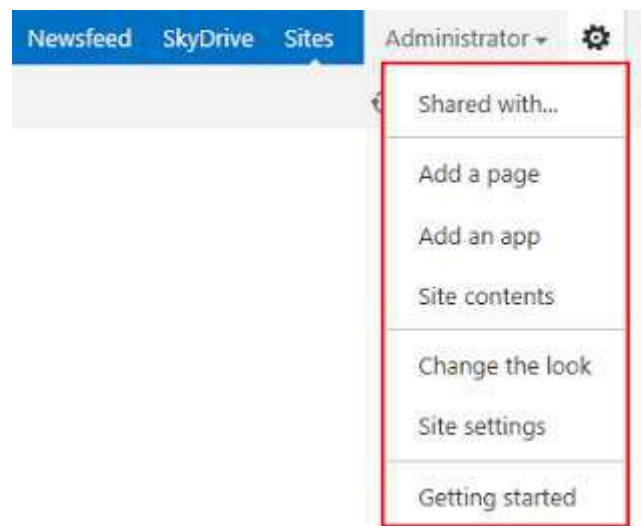 Newsfeed SkyDrive Sites Administrator
Shared with...
Add a page
Add an app
Site contents
Change the look
Site settings
Getting started